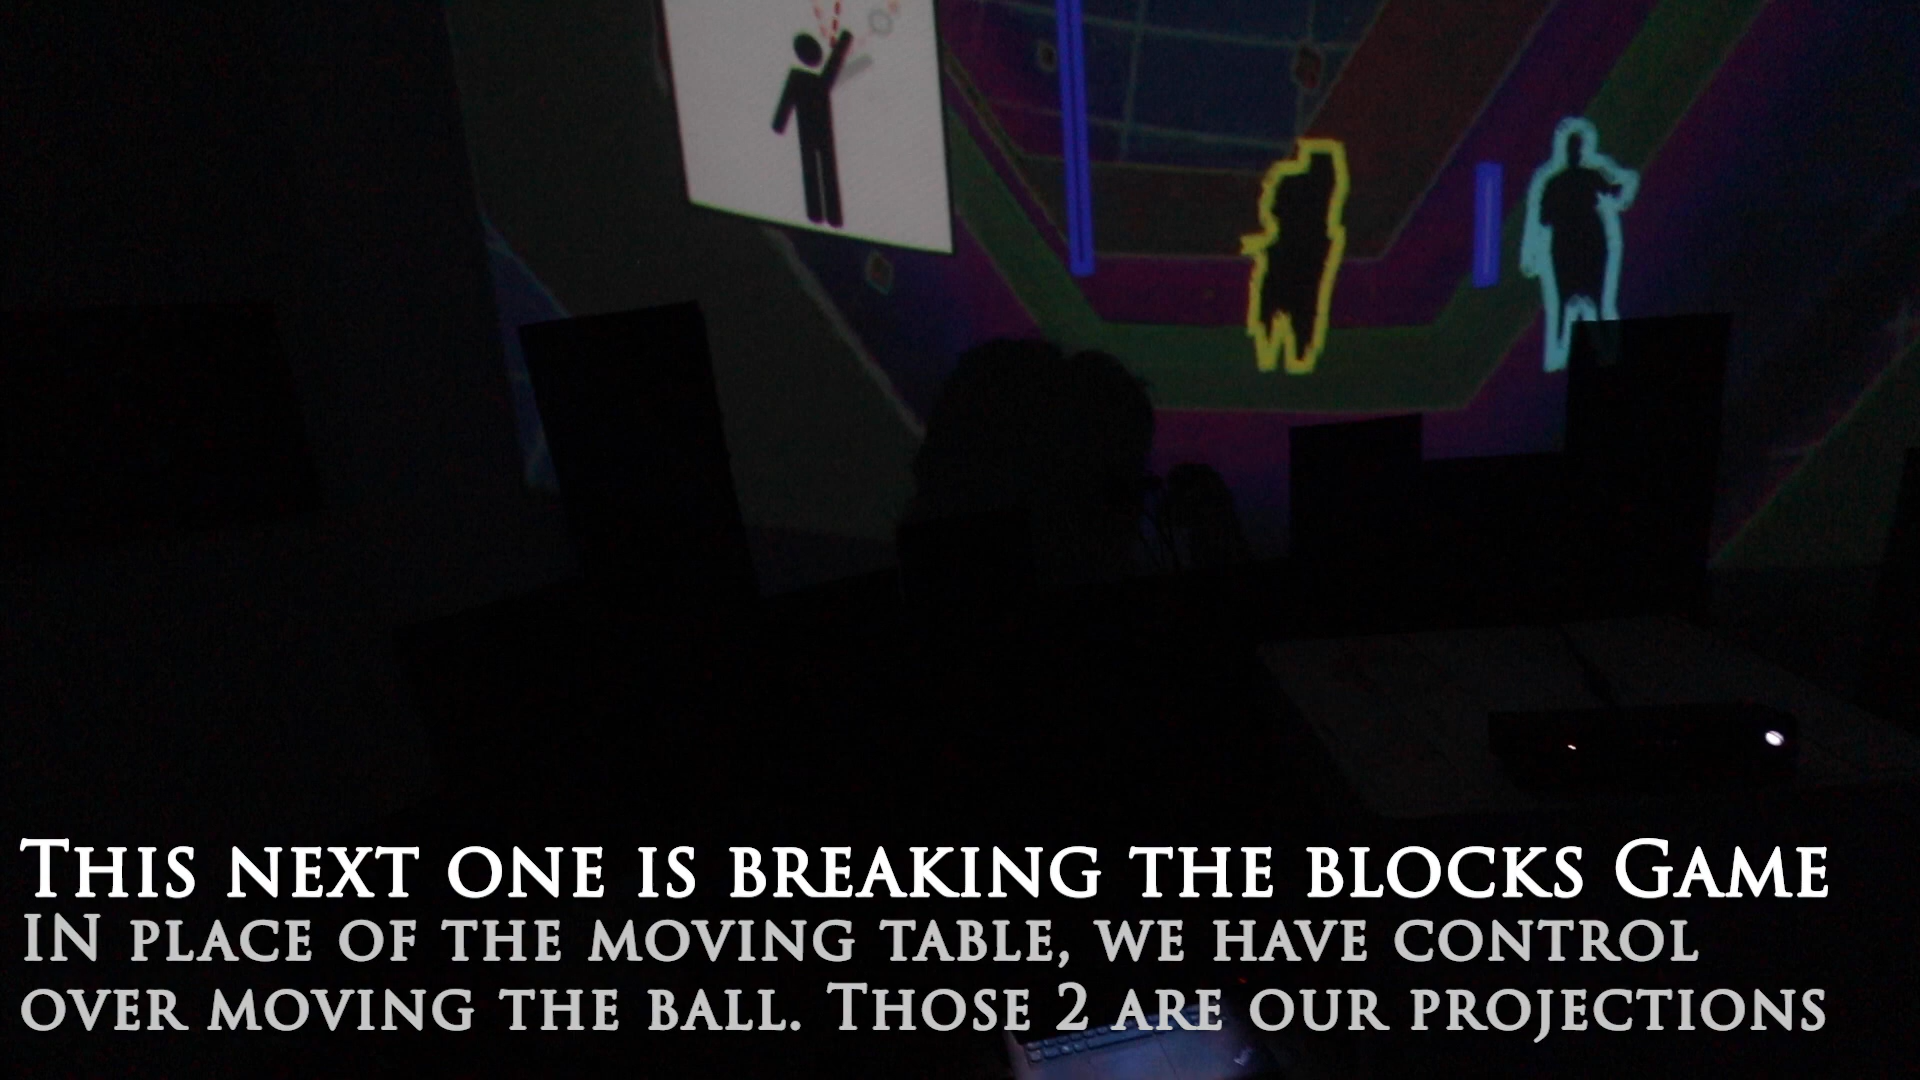 This next one is breaking the blocks Game
IN place of the moving table, we have control
over moving the ball. Those 2 are our projections